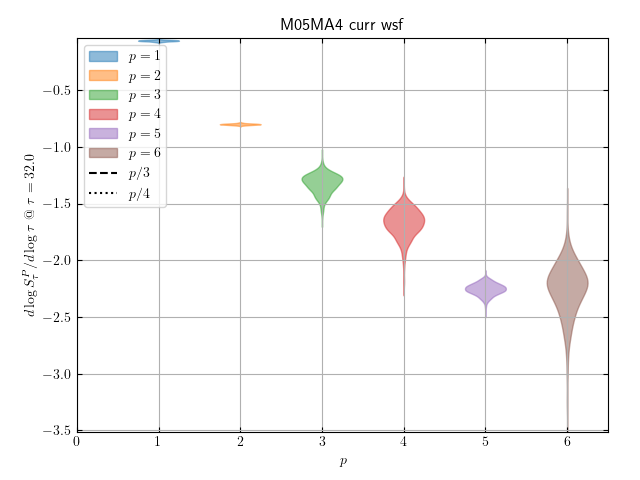 M05MA4 curr wsf
d log S_τ^P / d log τ @ τ = 32.0
−0.5
−1.0
−1.5
−2.0
−2.5
−3.0
−3.5
p = 1
p = 2
p = 3
p = 4
p = 5
p = 6
p/3
p/4
0 1 2 3 4 5 6
p